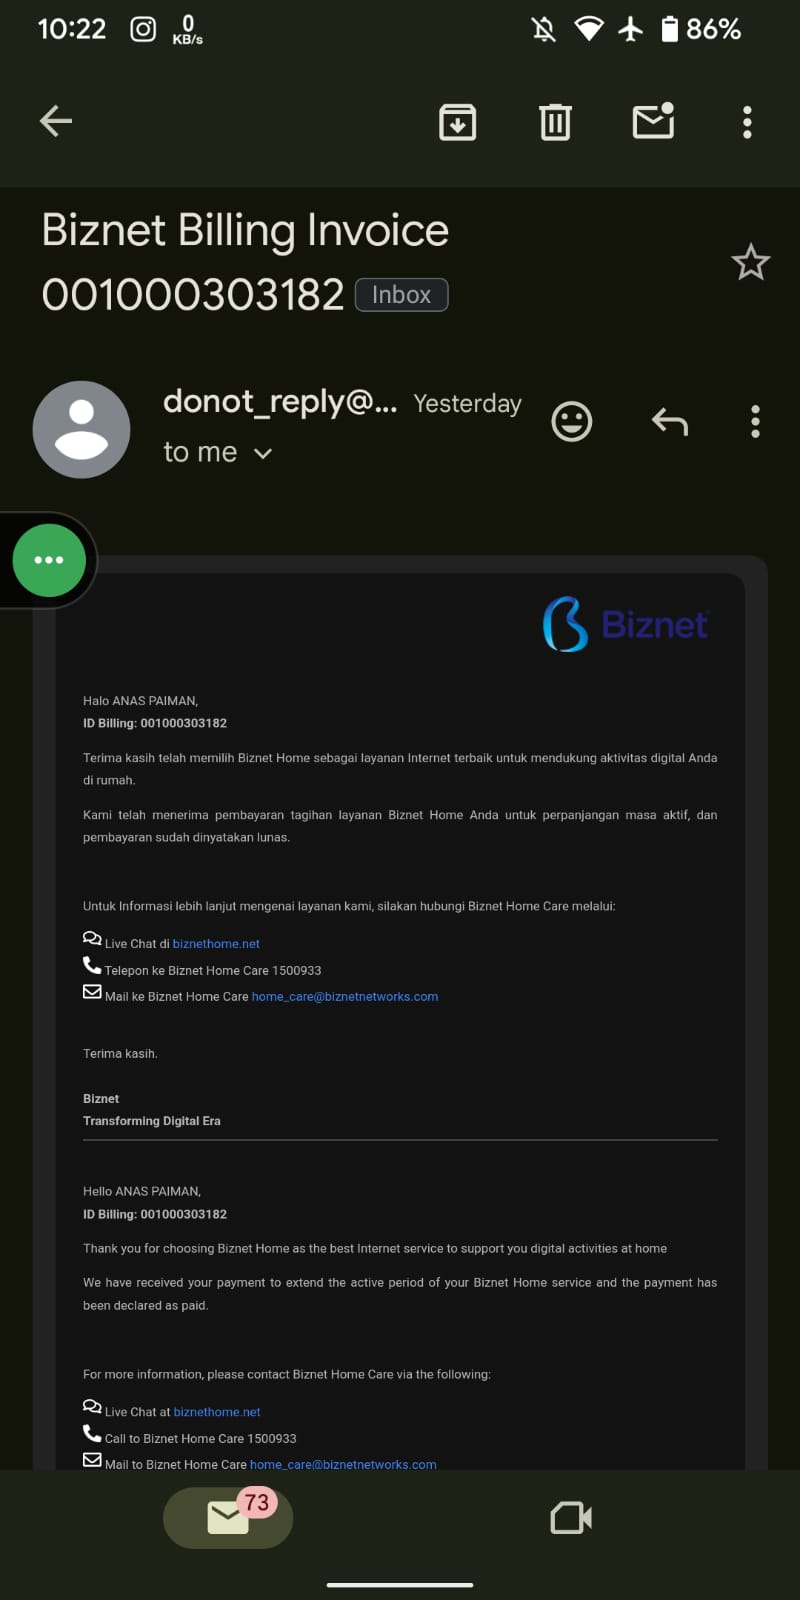 10:22
0
KB/s
86%
Biznet Billing Invoice
001000303182 Inbox
donot_reply@... Yesterday
to me
Biznet
Halo ANAS PAIMAN,
ID Billing: 001000303182
Terima kasih telah memilih Biznet Home sebagai layanan Internet terbaik untuk mendukung aktivitas digital Anda
di rumah.
Kami telah menerima pembayaran tagihan layanan Biznet Home Anda untuk perpanjangan masa aktif, dan
pembayaran sudah dinyatakan lunas.
Untuk Informasi lebih lanjut mengenai layanan kami, silakan hubungi Biznet Home Care melalui:
Live Chat di biznethome.net
Telepon ke Biznet Home Care 1500933
Mail ke Biznet Home Care home_care@biznetnetworks.com
Terima kasih.
Biznet
Transforming Digital Era
Hello ANAS PAIMAN,
ID Billing: 001000303182
Thank you for choosing Biznet Home as the best Internet service to support you digital activities at home
We have received your payment to extend the active period of your Biznet Home service and the payment has
been declared as paid.
For more information, please contact Biznet Home Care via the following:
Live Chat at biznethome.net
Call to Biznet Home Care 1500933
Mail to Biznet Home Care home_care@biznetnetworks.com
73